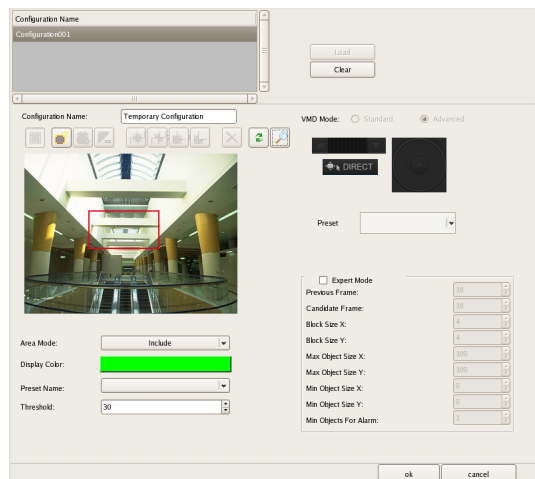 Configuration Name
Configuration001
Load
Clear
Configuration Name: Temporary Configuration
VMD Mode: Standard Advanced
DIRECT
Preset
Expert Mode
Previous Frame: 10
Candidate Frame: 10
Block Size X: 4
Block Size Y: 4
Max Object Size X: 100
Max Object Size Y: 100
Min Object Size X: 0
Min Object Size Y: 0
Min Objects For Alarm: 1
Area Mode: Include
Display Color:
Preset Name:
Threshold: 30
ok cancel